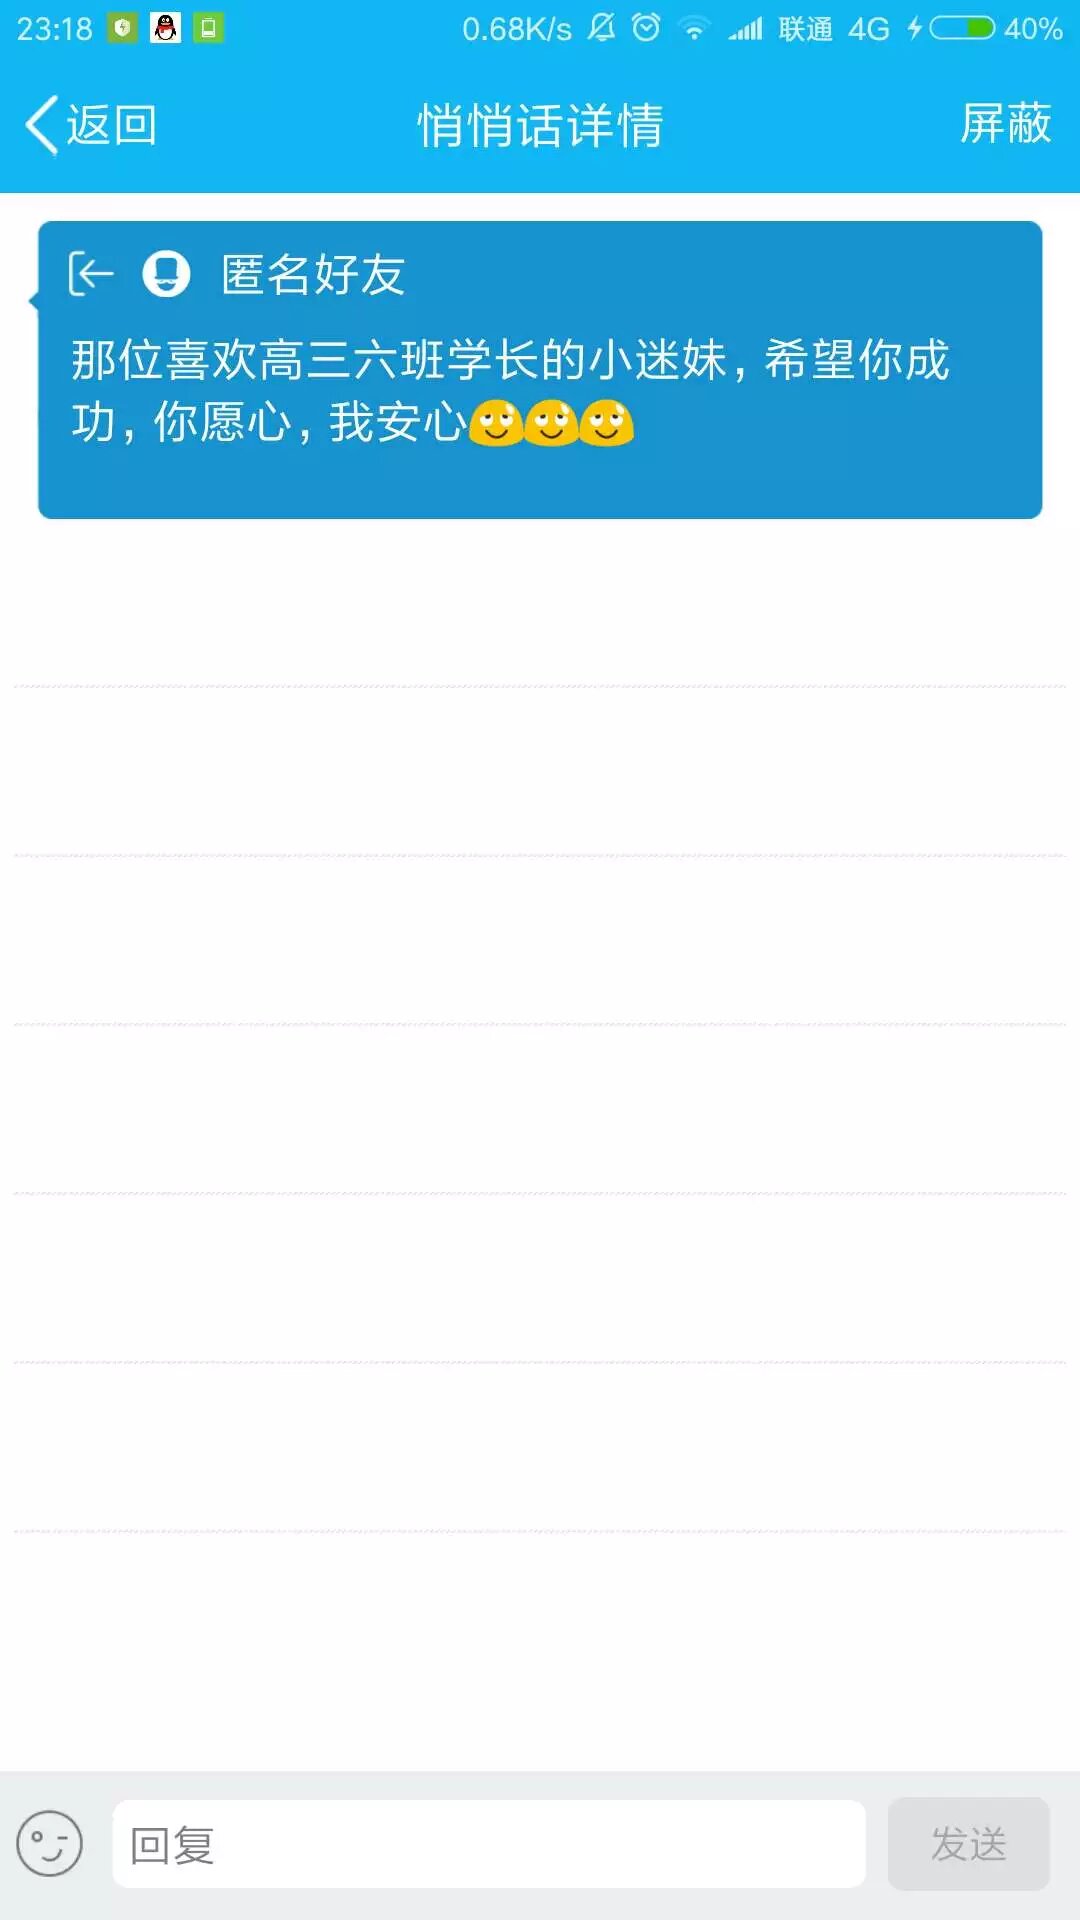 23:18 0.68K/s 联通 4G 40%
返回 悄悄话详情 屏蔽
匿名好友
那位喜欢高三六班学长的小迷妹，希望你成
功，你愿心，我安心
回复 发送